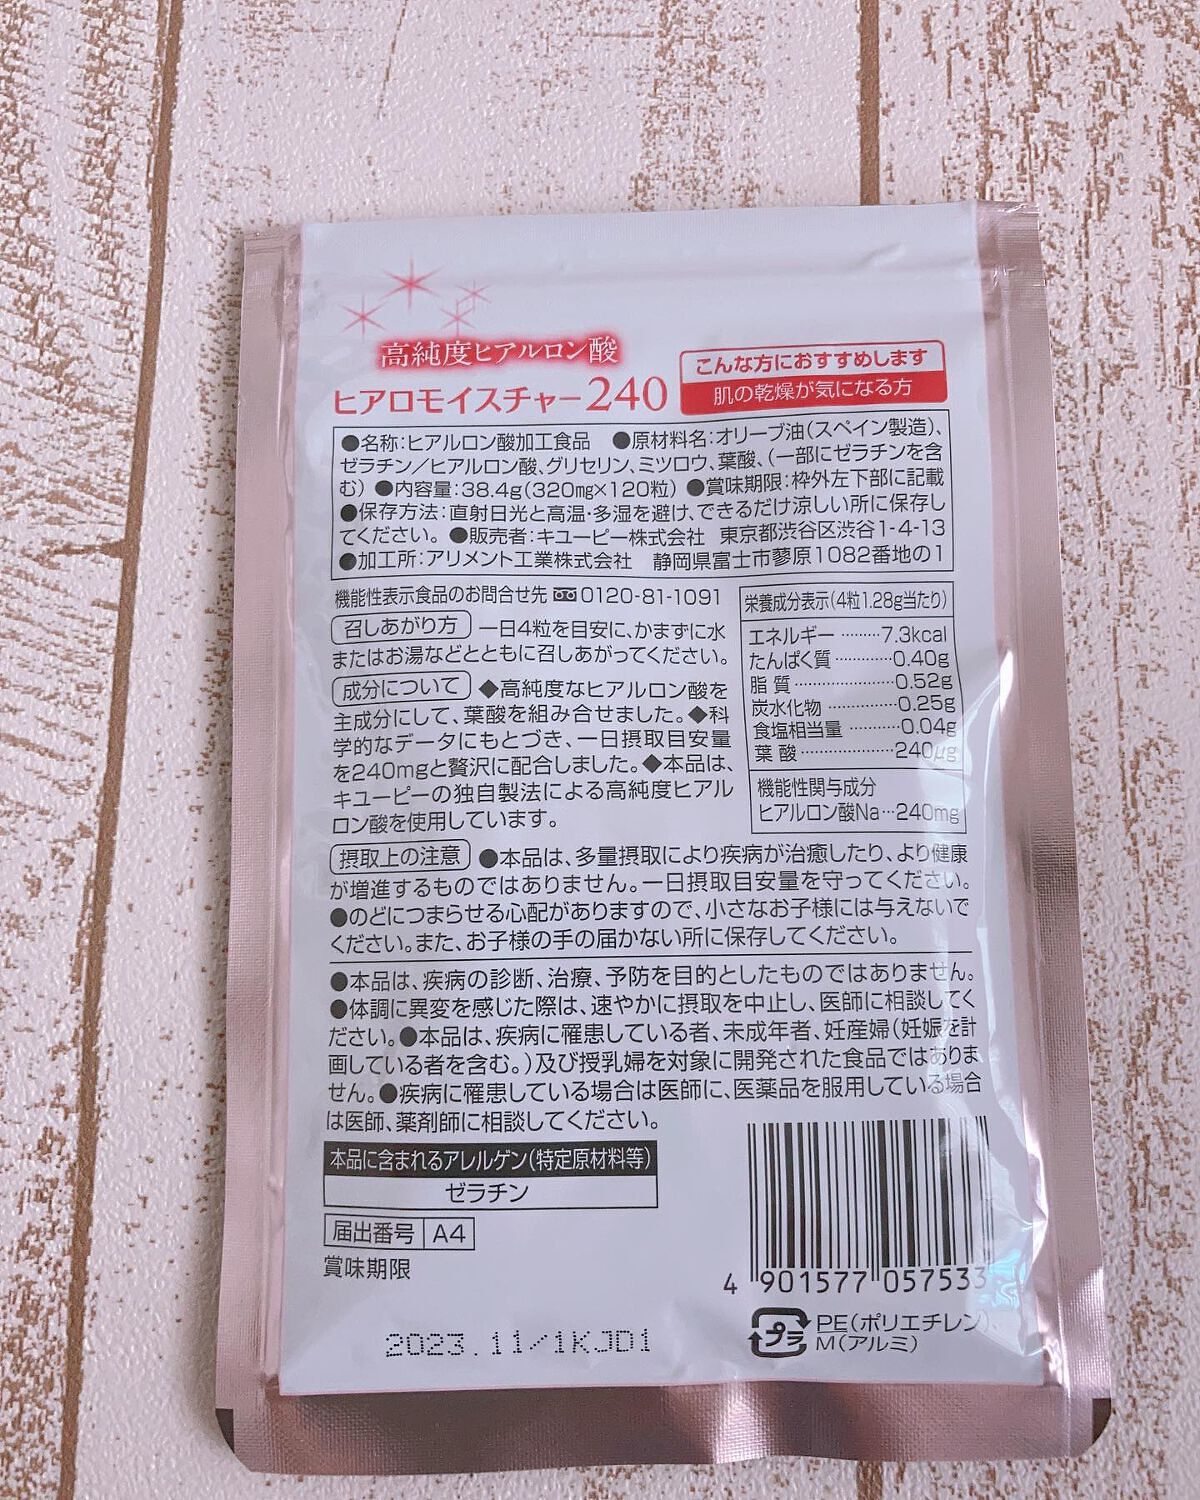 高純度ヒアルロン酸
ヒアロモイスチャー240
こんな方におすすめします
肌の乾燥が気になる方
●名称:ヒアルロン酸加工食品 ●原材料名:オリーブ油(スペイン製造)、
ゼラチン/ヒアルロン酸、グリセリン、ミツロウ、葉酸、(一部にゼラチンを含
む) ●内容量:38.4g(320mg×120粒) ●賞味期限:枠外左下部に記載
●保存方法:直射日光と高温・多湿を避け、できるだけ涼しい所に保存し
てください。 ●販売者:キユーピー株式会社 東京都渋谷区渋谷1-4-13
●加工所:アリメント工業株式会社 静岡県富士市蓼原1082番地の1
機能性表示食品のお問合せ先 0120-81-1091
召しあがり方 一日4粒を目安に、かまずに水
またはお湯などとともに召しあがってください。
成分について ◆高純度なヒアルロン酸を
主成分にして、葉酸を組み合せました。◆科
学的なデータにもとづき、一日摂取目安量
を240mgと贅沢に配合しました。◆本品は、
キユーピーの独自製法による高純度ヒアル
ロン酸を使用しています。
栄養成分表示(4粒1.28g当たり)
エネルギー………7.3kcal
たんぱく質…………0.40g
脂質…………………0.52g
炭水化物……………0.25g
食塩相当量…………0.04g
葉酸…………………240μg
機能性関与成分
ヒアルロン酸Na…240mg
摂取上の注意 ●本品は、多量摂取により疾病が治癒したり、より健康
が増進するものではありません。一日摂取目安量を守ってください。
●のどにつまらせる心配がありますので、小さなお子様には与えないで
ください。また、お子様の手の届かない所に保存してください。
●本品は、疾病の診断、治療、予防を目的としたものではありません。
●体調に異変を感じた際は、速やかに摂取を中止し、医師に相談してく
ださい。●本品は、疾病に罹患している者、未成年者、妊産婦(妊娠を計
画している者を含む。)及び授乳婦を対象に開発された食品ではありま
せん。●疾病に罹患している場合は医師に、医薬品を服用している場合
は医師、薬剤師に相談してください。
本品に含まれるアレルゲン(特定原材料等)
ゼラチン
届出番号 A4
賞味期限
2023.11/1KJD1
4 901577 057533
プラ
PE(ポリエチレン)、
M(アルミ)